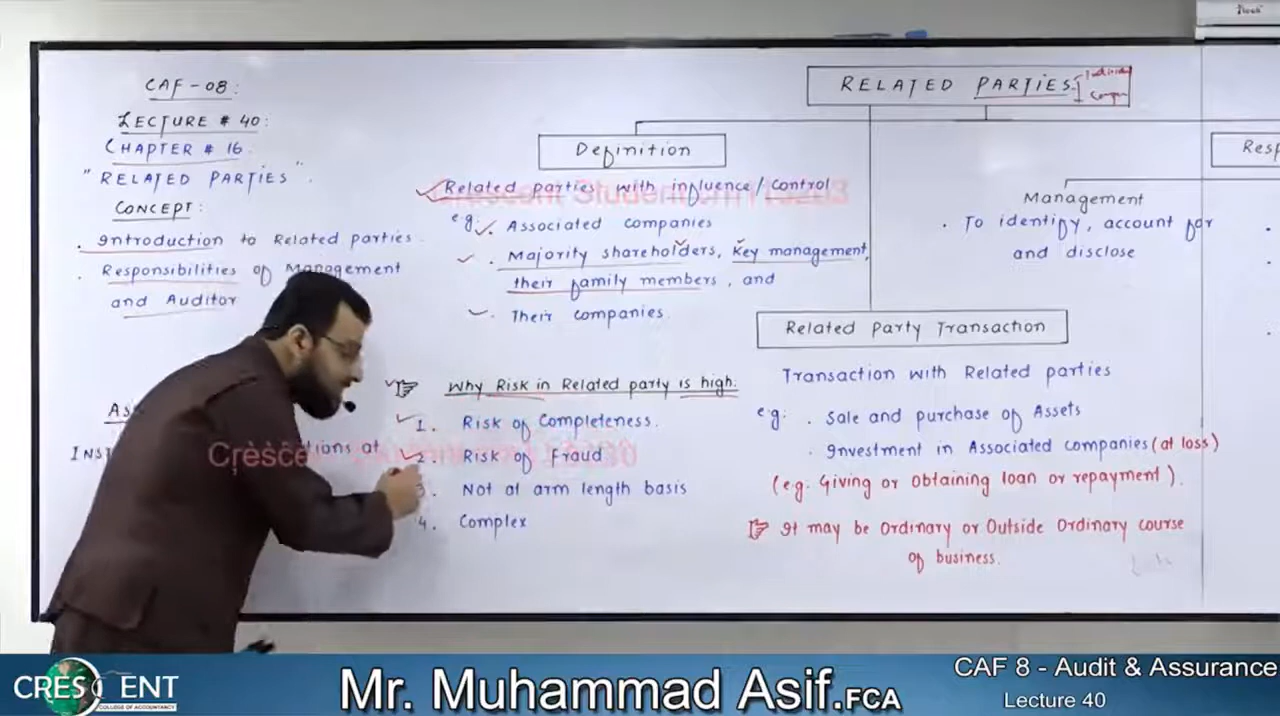 CAF-08:
LECTURE # 40:
CHAPTER # 16.
"RELATED PARTIES".
CONCEPT:
. Introduction to Related parties.
. Responsibilities of Management
and Auditor
RELATED PARTIES
Definition
Related parties with influence/control
eg: . Associated companies
. Majority shareholders, key management,
their family members, and
. Their companies.
Why Risk in Related party is high:
1. Risk of Completeness.
2. Risk of Fraud
3. Not at arm length basis
4. Complex
Related Party Transaction
Transaction with Related parties
eg: . Sale and purchase of Assets
. Investment in Associated companies (at loss)
(eg: Giving or obtaining loan or repayment).
It may be Ordinary or Outside Ordinary course
of business.
Resp
Management
. To identify, account for
and disclose
CRESCENT
COLLEGE OF ACCOUNTANCY
Mr. Muhammad Asif.FCA
CAF 8 - Audit & Assurance
Lecture 40